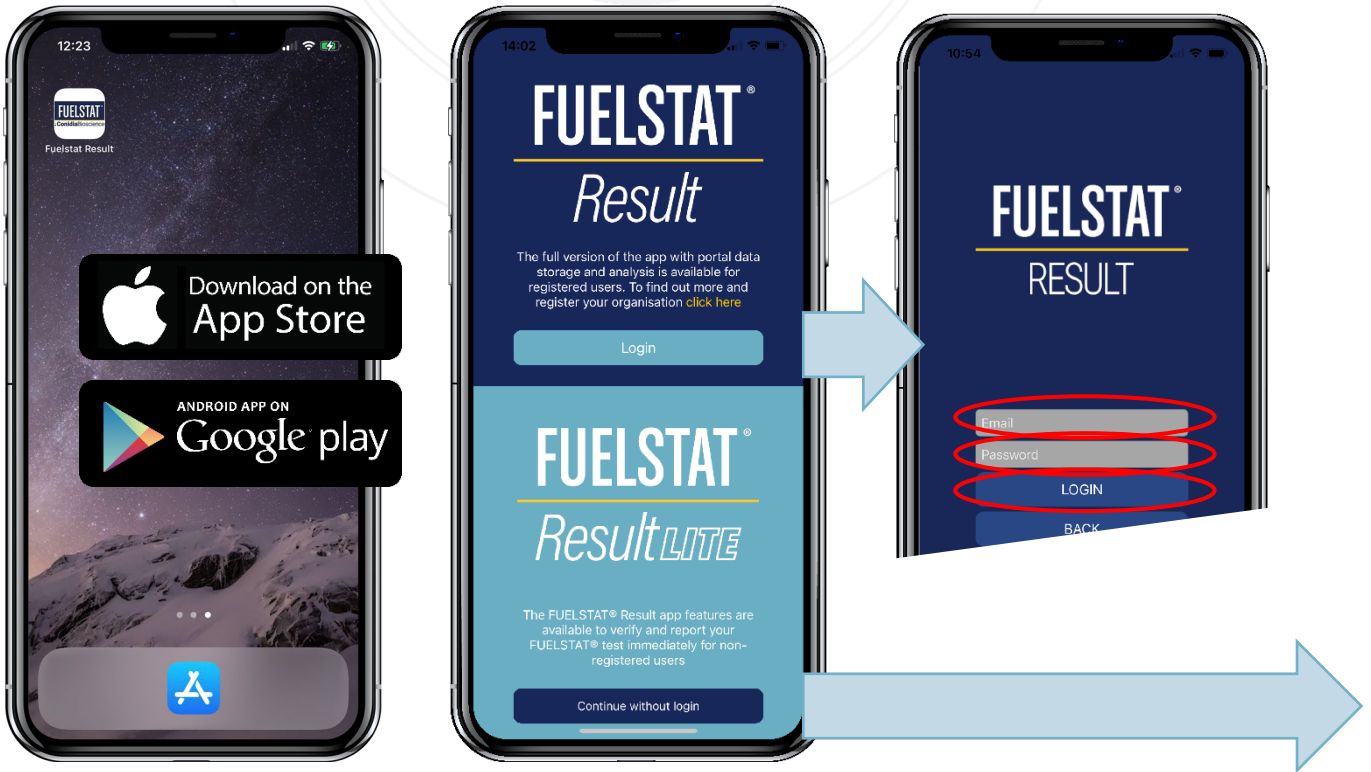 12:23
FUELSTAT
ConidiaBioscience
Fuelstat Result
Download on the
App Store
ANDROID APP ON
Google play
14:02
FUELSTAT®
Result
The full version of the app with portal data
storage and analysis is available for
registered users. To find out more and
register your organisation click here
Login
FUELSTAT®
Result LITE
The FUELSTAT® Result app features are
available to verify and report your
FUELSTAT® test immediately for non-
registered users
Continue without login
10:54
FUELSTAT®
RESULT
Email
Password
LOGIN
BACK